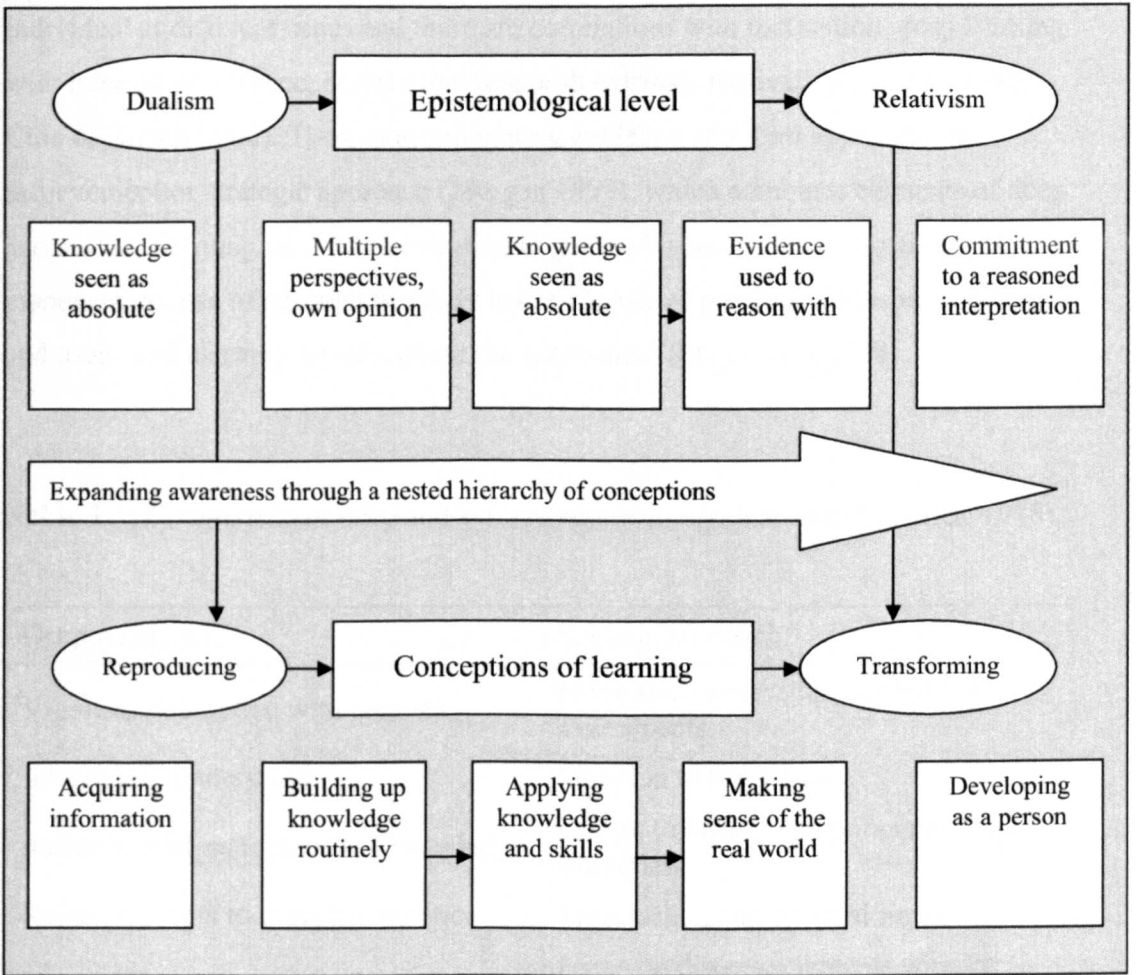 Dualism
Epistemological level
Relativism
Knowledge
seen as
absolute
Multiple
perspectives,
own opinion
Knowledge
seen as
absolute
Evidence
used to
reason with
Commitment
to a reasoned
interpretation
Expanding awareness through a nested hierarchy of conceptions
Reproducing
Conceptions of learning
Transforming
Acquiring
information
Building up
knowledge
routinely
Applying
knowledge
and skills
Making
sense of the
real world
Developing
as a person